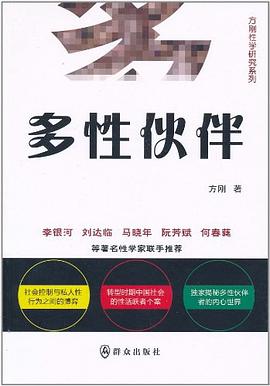 方刚性学研究系列
多
多性伙伴
方刚 著
李银河 刘达临 马晓年 阮芳赋 何春蕤
等著名性学家联手推荐
社会控制与私人性
行为之间的博弈
转型时期中国社会
的性活跃者个案
独家揭秘多性伙伴
者的内心世界
群众出版社